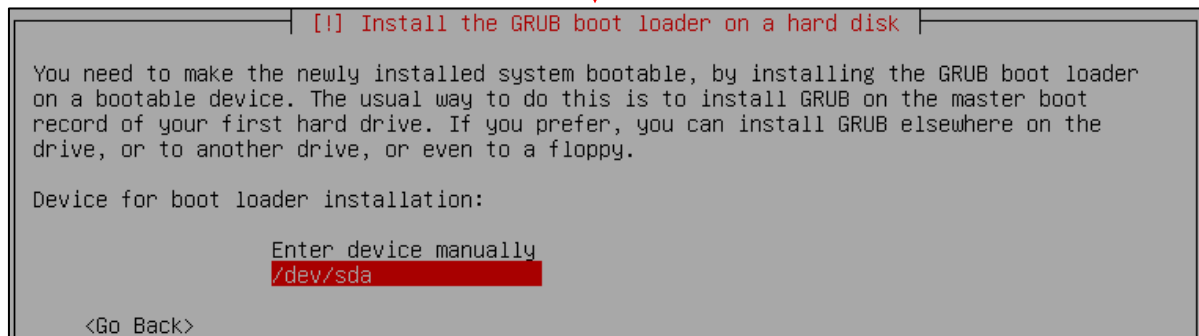 [!] Install the GRUB boot loader on a hard disk
You need to make the newly installed system bootable, by installing the GRUB boot loader
on a bootable device. The usual way to do this is to install GRUB on the master boot
record of your first hard drive. If you prefer, you can install GRUB elsewhere on the
drive, or to another drive, or even to a floppy.
Device for boot loader installation:
Enter device manually
/dev/sda
<Go Back>